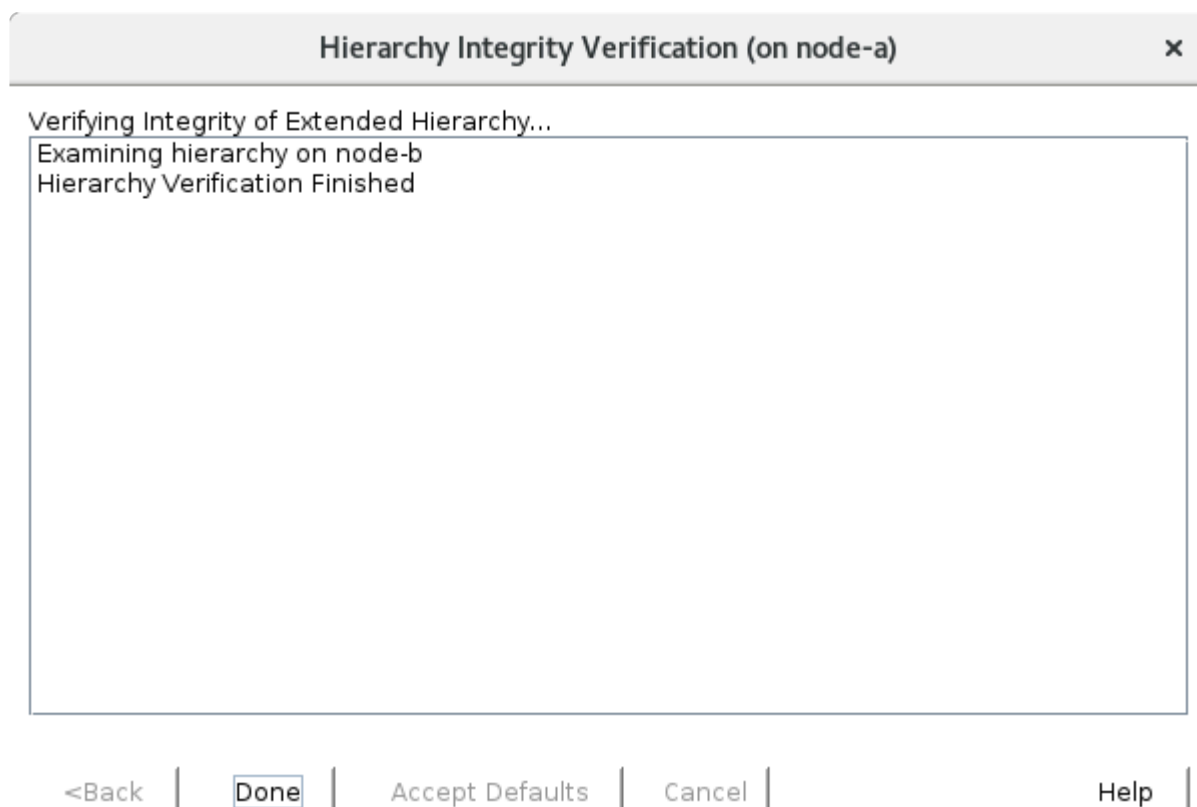 Hierarchy Integrity Verification (on node-a) ×
Verifying Integrity of Extended Hierarchy...
Examining hierarchy on node-b
Hierarchy Verification Finished
<Back Done Accept Defaults Cancel Help